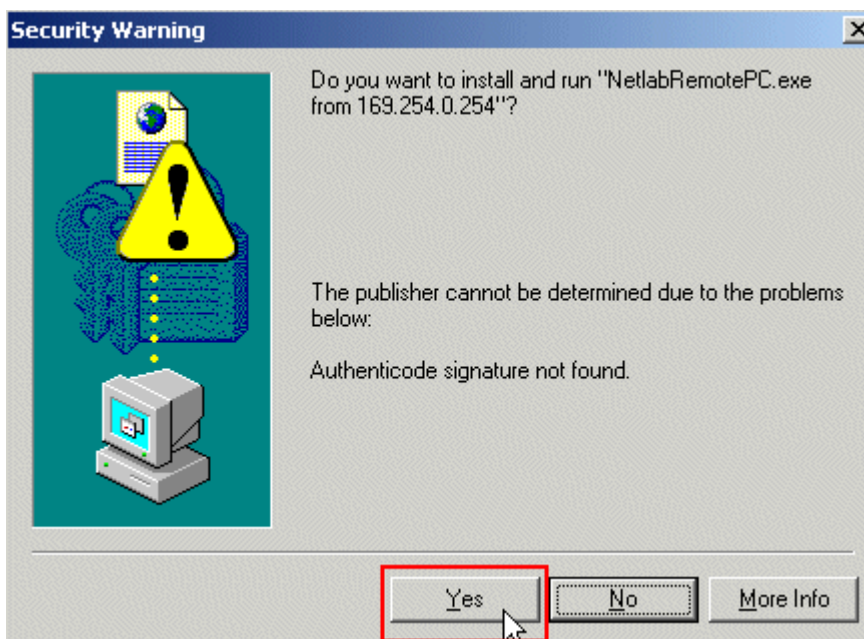 Security Warning
Do you want to install and run "NetlabRemotePC.exe
from 169.254.0.254"?
The publisher cannot be determined due to the problems
below:
Authenticode signature not found.
Yes No More Info